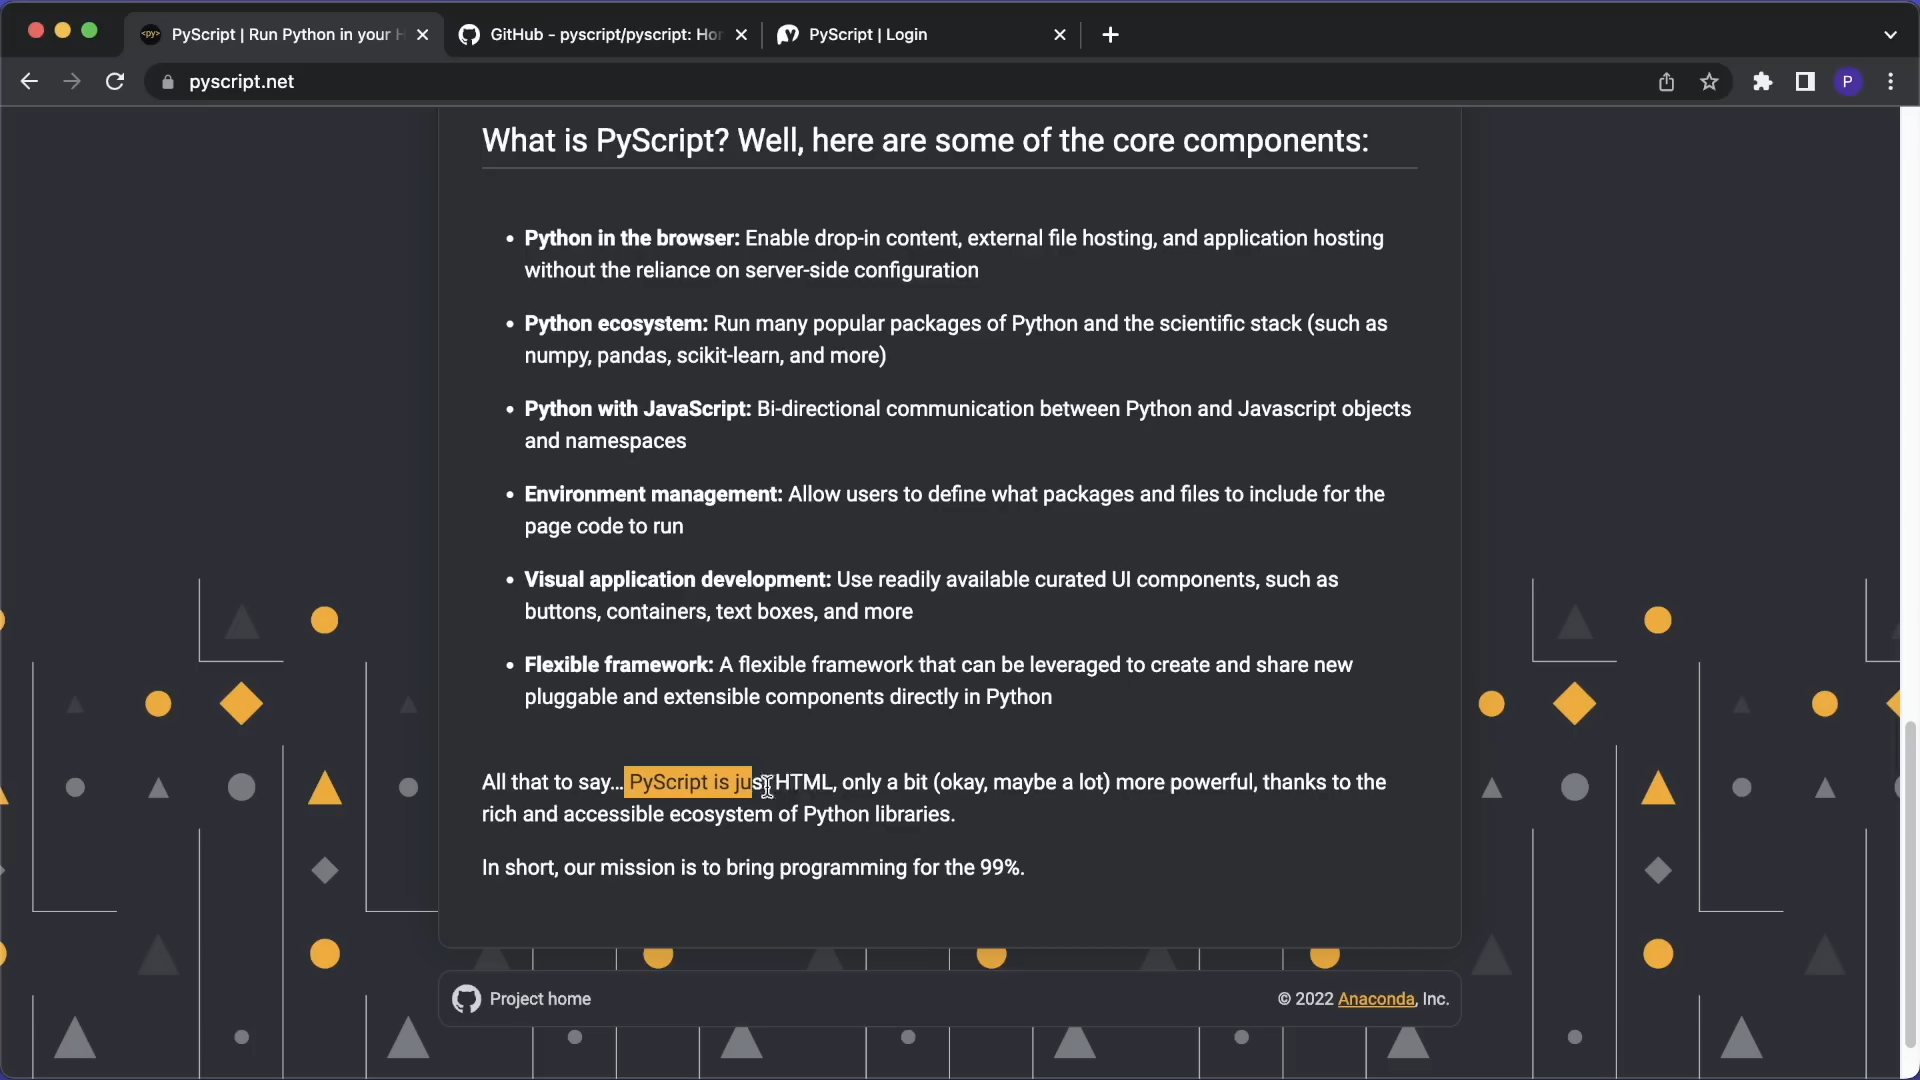 PyScript | Run Python in your H
GitHub - pyscript/pyscript: Hor
PyScript | Login
pyscript.net
P
What is PyScript? Well, here are some of the core components:
• Python in the browser: Enable drop-in content, external file hosting, and application hosting
without the reliance on server-side configuration
• Python ecosystem: Run many popular packages of Python and the scientific stack (such as
numpy, pandas, scikit-learn, and more)
• Python with JavaScript: Bi-directional communication between Python and Javascript objects
and namespaces
• Environment management: Allow users to define what packages and files to include for the
page code to run
• Visual application development: Use readily available curated UI components, such as
buttons, containers, text boxes, and more
• Flexible framework: A flexible framework that can be leveraged to create and share new
pluggable and extensible components directly in Python
All that to say… PyScript is just HTML, only a bit (okay, maybe a lot) more powerful, thanks to the
rich and accessible ecosystem of Python libraries.
In short, our mission is to bring programming for the 99%.
Project home
© 2022 Anaconda, Inc.